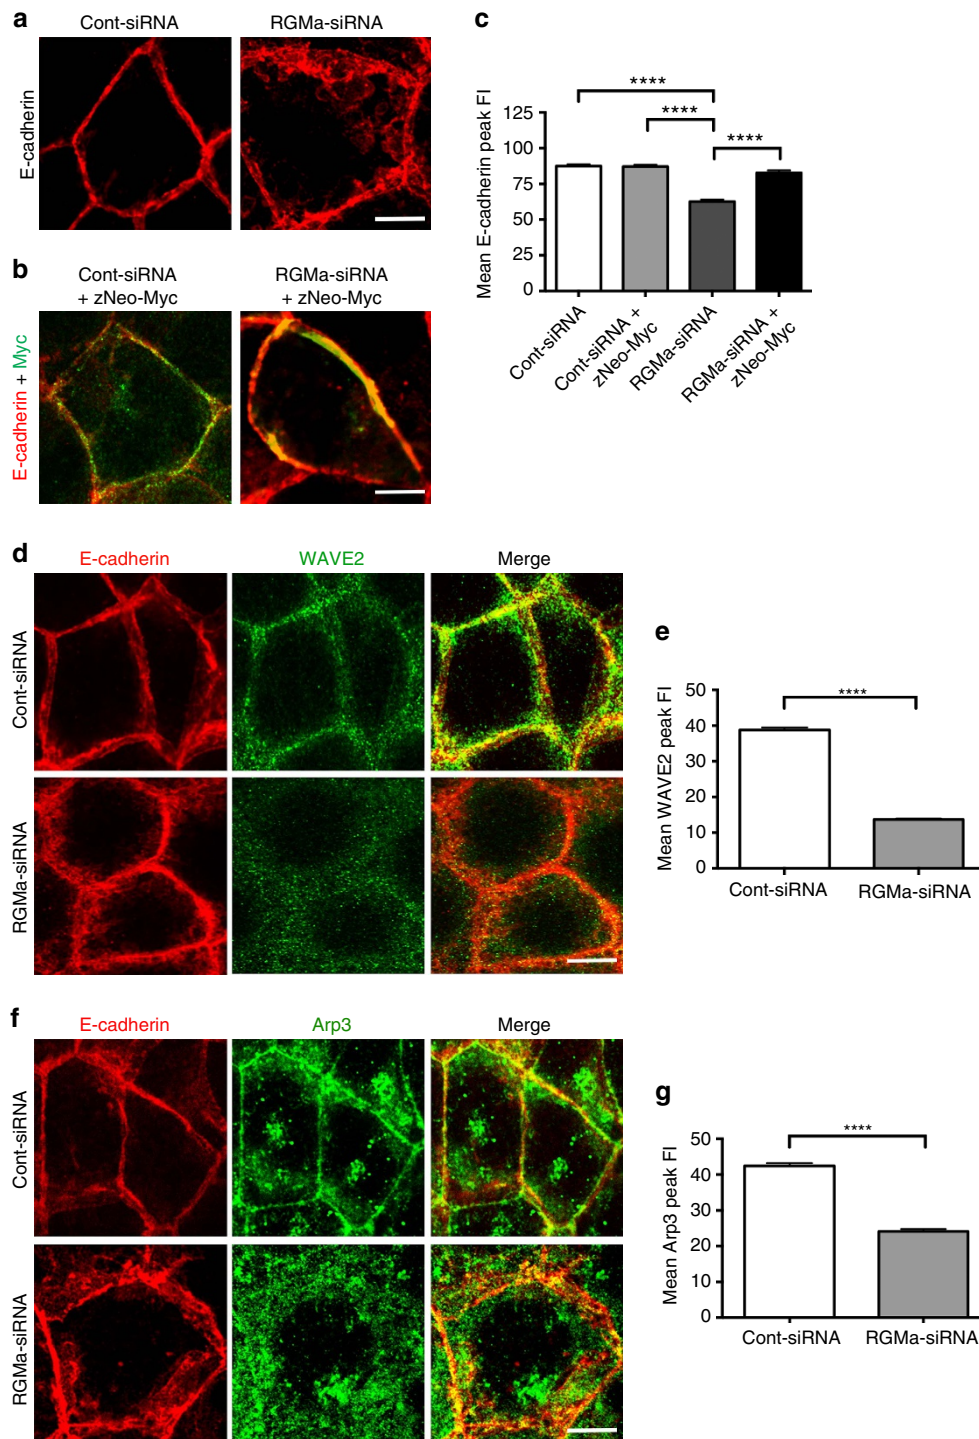 a
Cont-siRNA
RGMa-siRNA
E-cadherin
b
Cont-siRNA
+ zNeo-Myc
RGMa-siRNA
+ zNeo-Myc
E-cadherin + Myc
c
****
****
****
Mean E-cadherin peak FI
125
100
75
50
25
0
Cont-siRNA
Cont-siRNA +
zNeo-Myc
RGMa-siRNA
RGMa-siRNA +
zNeo-Myc
d
E-cadherin
WAVE2
Merge
Cont-siRNA
RGMa-siRNA
e
****
Mean WAVE2 peak FI
50
40
30
20
10
0
Cont-siRNA
RGMa-siRNA
f
E-cadherin
Arp3
Merge
Cont-siRNA
RGMa-siRNA
g
****
Mean Arp3 peak FI
50
40
30
20
10
0
Cont-siRNA
RGMa-siRNA